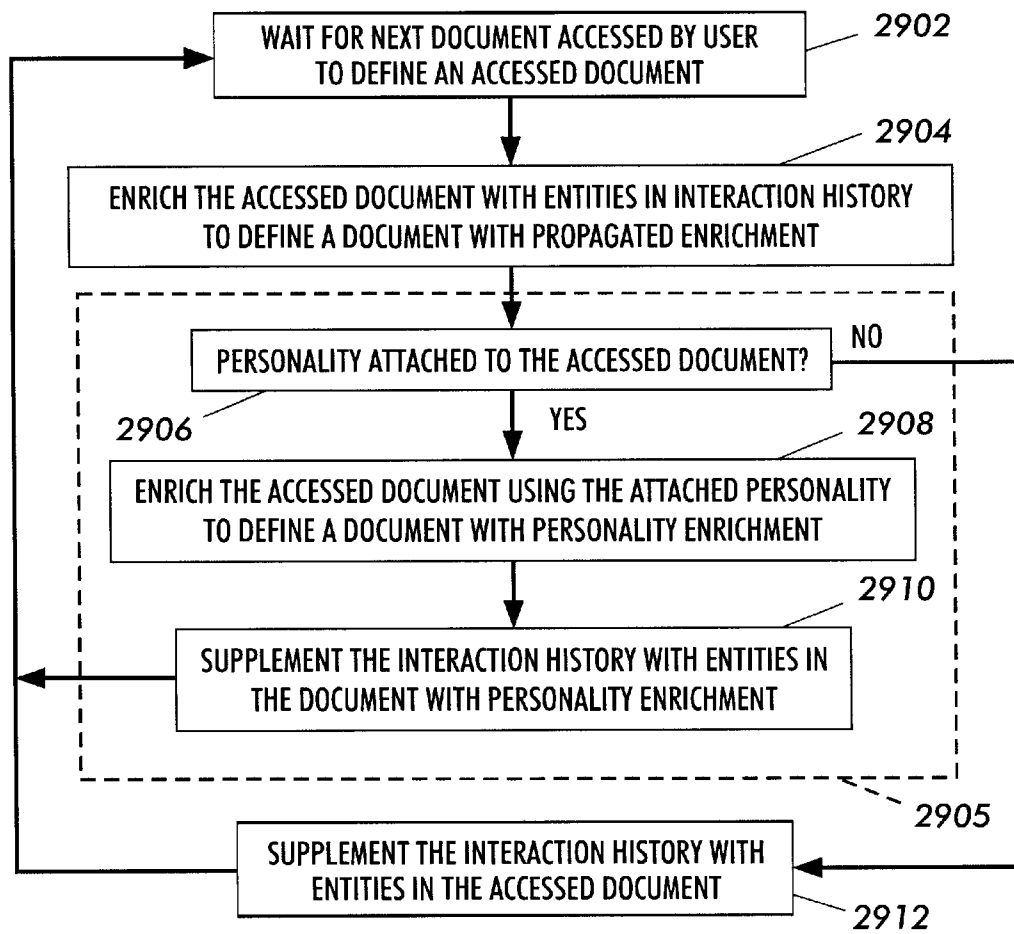 WAIT FOR NEXT DOCUMENT ACCESSED BY USER
TO DEFINE AN ACCESSED DOCUMENT
2902
2904
ENRICH THE ACCESSED DOCUMENT WITH ENTITIES IN INTERACTION HISTORY
TO DEFINE A DOCUMENT WITH PROPAGATED ENRICHMENT
PERSONALITY ATTACHED TO THE ACCESSED DOCUMENT?
NO
2906
YES
2908
ENRICH THE ACCESSED DOCUMENT USING THE ATTACHED PERSONALITY
TO DEFINE A DOCUMENT WITH PERSONALITY ENRICHMENT
2910
SUPPLEMENT THE INTERACTION HISTORY WITH ENTITIES IN
THE DOCUMENT WITH PERSONALITY ENRICHMENT
2905
SUPPLEMENT THE INTERACTION HISTORY WITH
ENTITIES IN THE ACCESSED DOCUMENT
2912